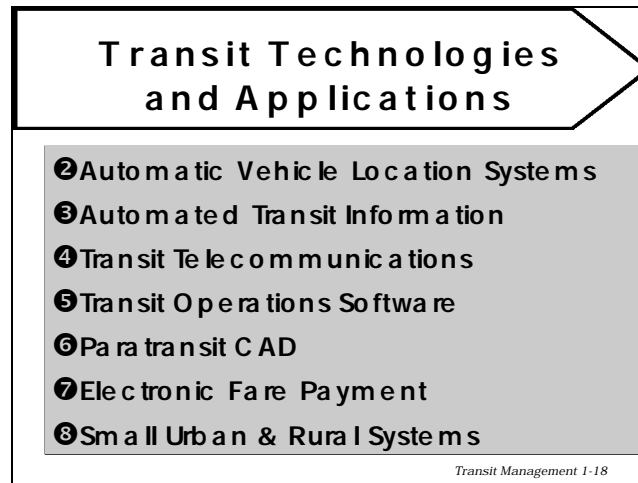 Transit Technologies
and Applications
❷Automatic Vehicle Location Systems
❸Automated Transit Information
❹Transit Telecommunications
❺Transit Operations Software
❻Paratransit CAD
❼Electronic Fare Payment
❽Small Urban & Rural Systems
Transit Management 1-18